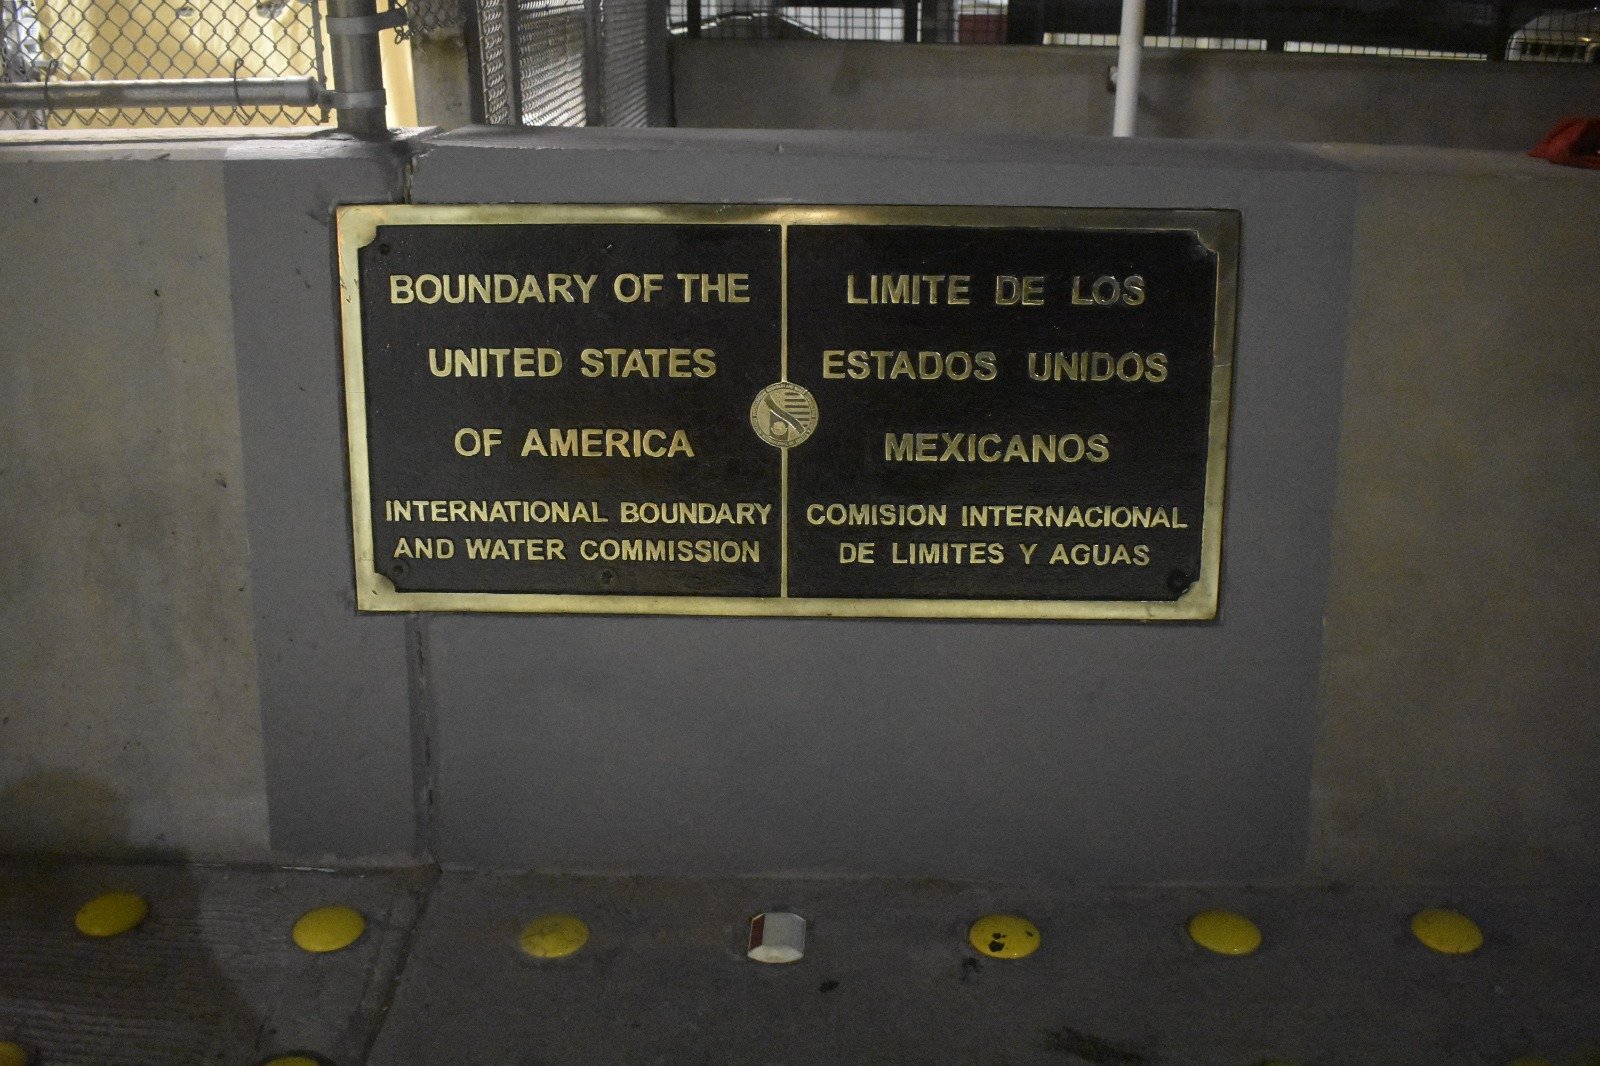 BOUNDARY OF THE
UNITED STATES
OF AMERICA
INTERNATIONAL BOUNDARY
AND WATER COMMISSION
LIMITE DE LOS
ESTADOS UNIDOS
MEXICANOS
COMISION INTERNACIONAL
DE LIMITES Y AGUAS